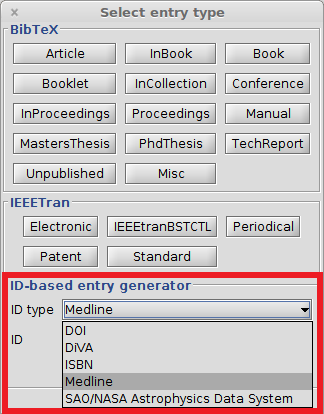 Select entry type
BibTeX
Article InBook Book
Booklet InCollection Conference
InProceedings Proceedings Manual
MastersThesis PhdThesis TechReport
Unpublished Misc
IEEETran
Electronic IEEEtranBSTCTL Periodical
Patent Standard
ID-based entry generator
ID type Medline
ID DOI
DiVA
ISBN
Medline
SAO/NASA Astrophysics Data System